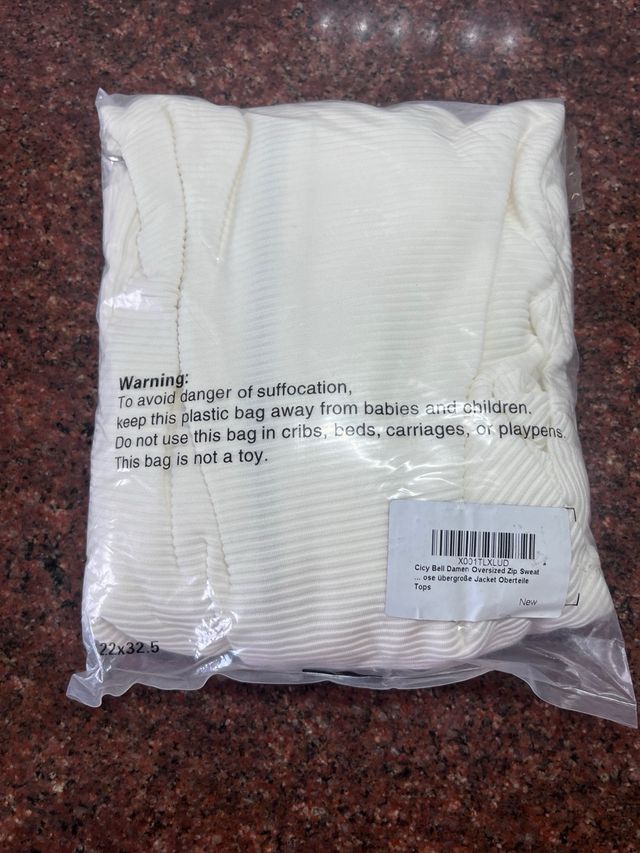 Warning:
To avoid danger of suffocation,
keep this plastic bag away from babies and children.
Do not use this bag in cribs, beds, carriages, or playpens.
This bag is not a toy.
X001TLXLUD
Cicy Bell Damen Oversized Zip Sweat
... ose übergroße Jacket Oberteile
Tops
New
22x32.5